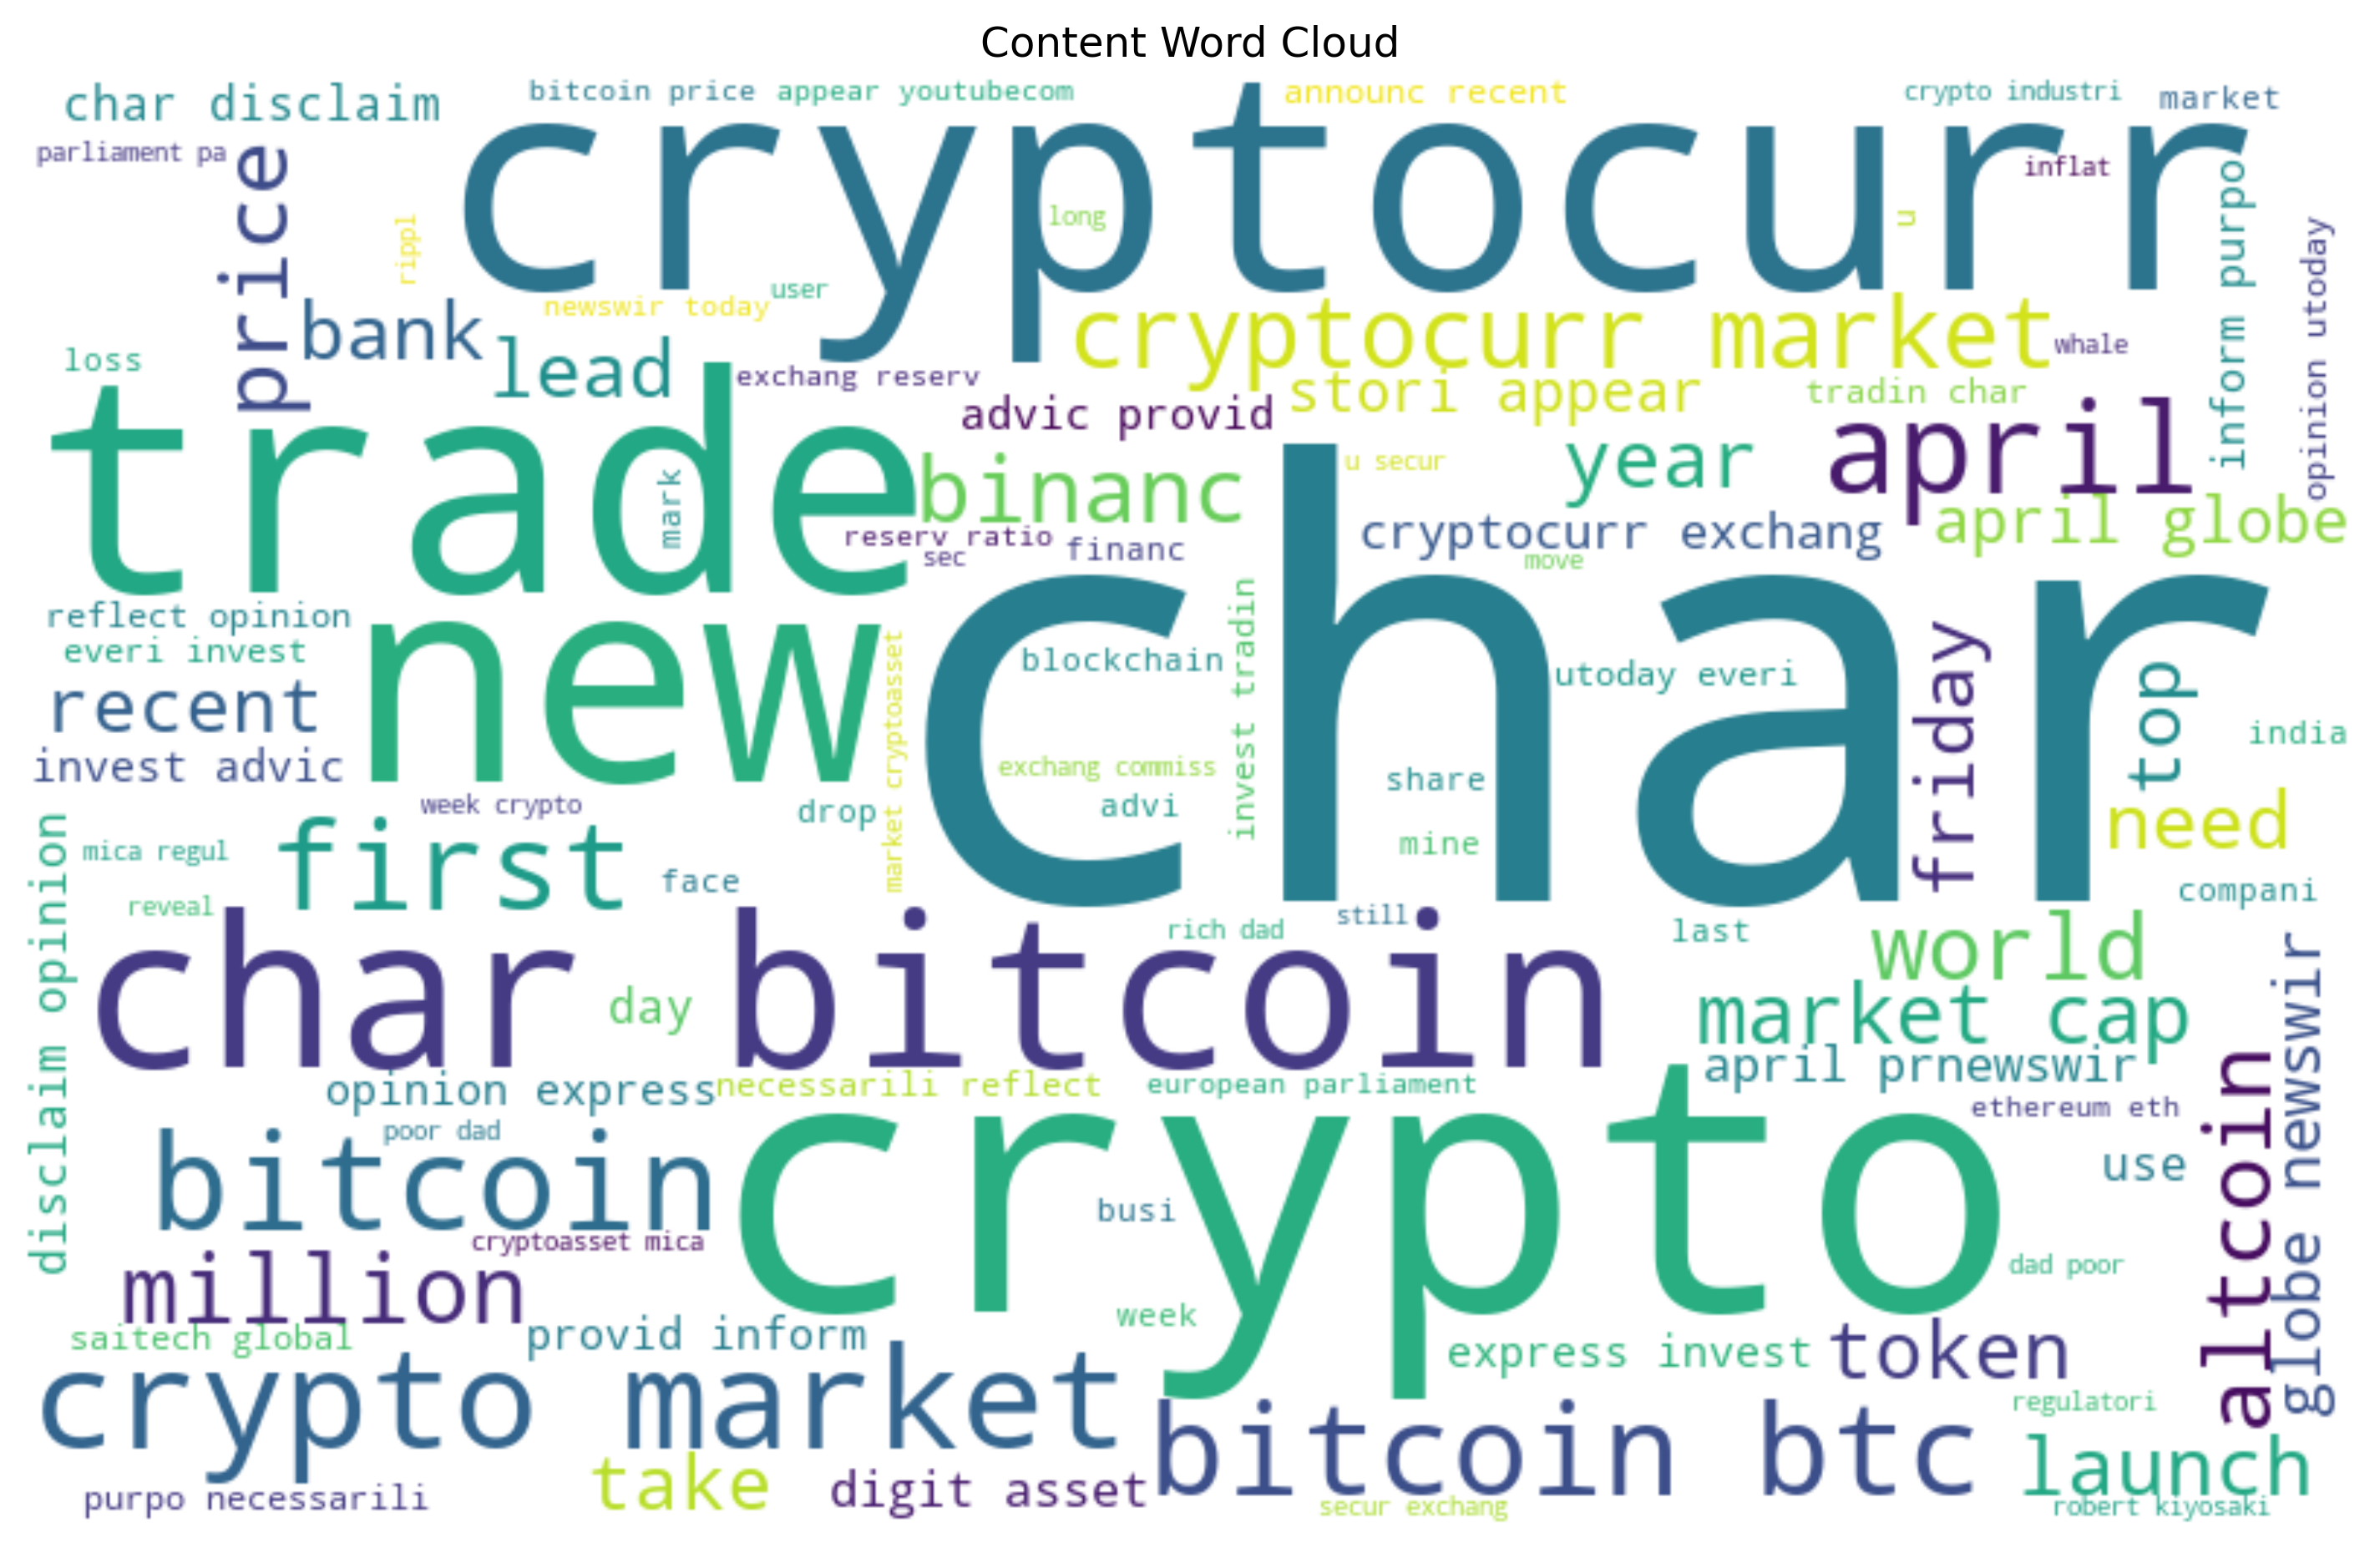 Content Word Cloud
char disclaim
bitcoin price
appear youtubecom
announc recent
crypto industri
market
parliament pa
price
cryptocurr
inflat
long
u
rippl
inform purpo
opinion utoday
user
newswir today
bank
lead
cryptocurr market
whale
loss
exchang reserv
stori appear
tradin char
advic provid
trade
mark
binanc
u secur
year
april
reserv ratio
sec
financ
cryptocurr exchang
april globe
move
char
reflect opinion
everi invest
new
market cryptoasset
blockchain
invest tradin
utoday everi
friday
top
recent
india
invest advic
exchang commiss
share
week crypto
drop
advi
need
mica regul
first
mine
face
compani
disclaim opinion
reveal
rich dad
still
last
world
char bitcoin
day
market cap
globe newswir
april prnewswir
opinion express
necessarili reflect
european parliament
ethereum eth
poor dad
altcoin
bitcoin
crypto
use
busi
cryptoasset mica
dad poor
million
week
saitech global
provid inform
express invest
token
crypto market
regulatori
bitcoin btc
launch
take
digit asset
purpo necessarili
secur exchang
robert kiyosaki